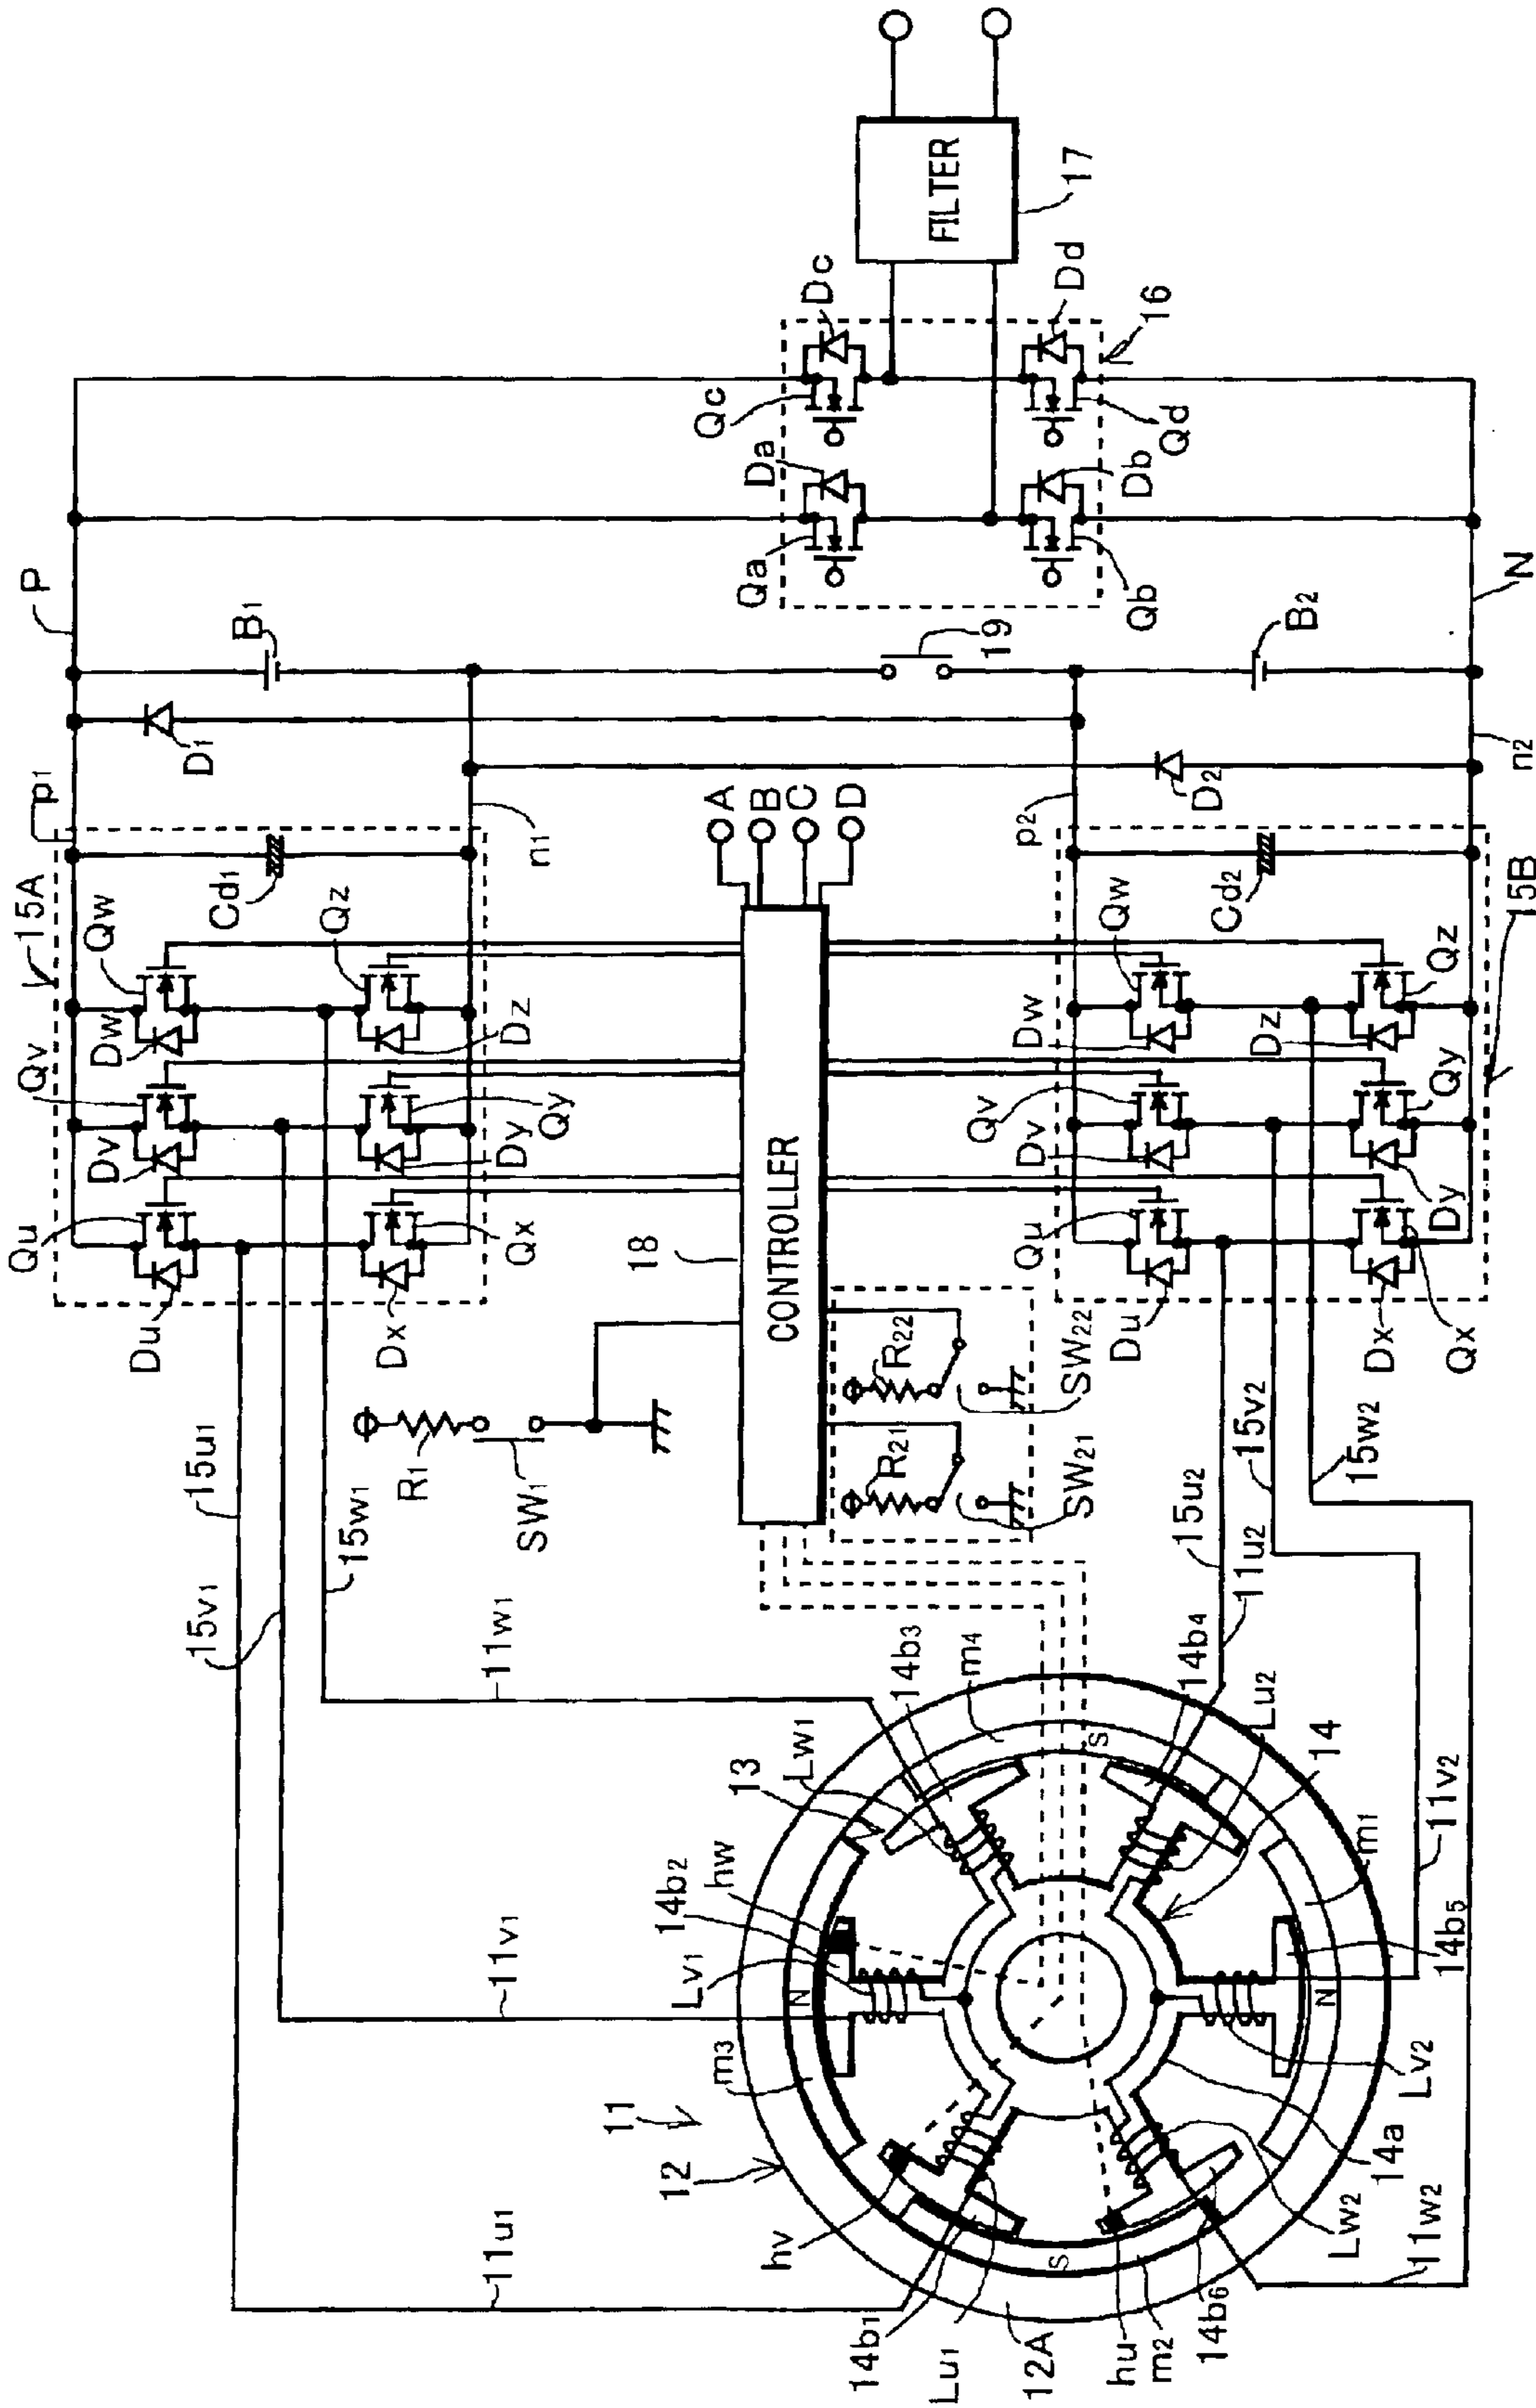 FILTER
17
Dc
Dd
16
Qc
Qd
Da
Db
Qa
Qb
P
N
B1
B2
19
D1
D2
n2
p1
n1
p2
A
B
C
D
15A
Cd1
Qw
Qz
Dw
Dz
Qv
Qy
Dv
Dy
Qu
Qx
Du
Dx
15B
Cd2
Qw
Qz
Dw
Dz
Qv
Qy
Dv
Dy
Qu
Qx
Du
Dx
CONTROLLER
18
R1
SW1
R22
SW22
R21
SW21
15u1
15v1
15w1
15u2
15v2
15w2
11w1
11v1
11u1
11u2
11v2
11w2
14b3
m4
14b4
Lu2
14
Lw1
13
S
m1
14b5
hw
14b2
Lv1
N
N
m3
Lv2
11
12
14a
Lw2
hv
S
14b1
Lu1
12A
hu
m2
14b6